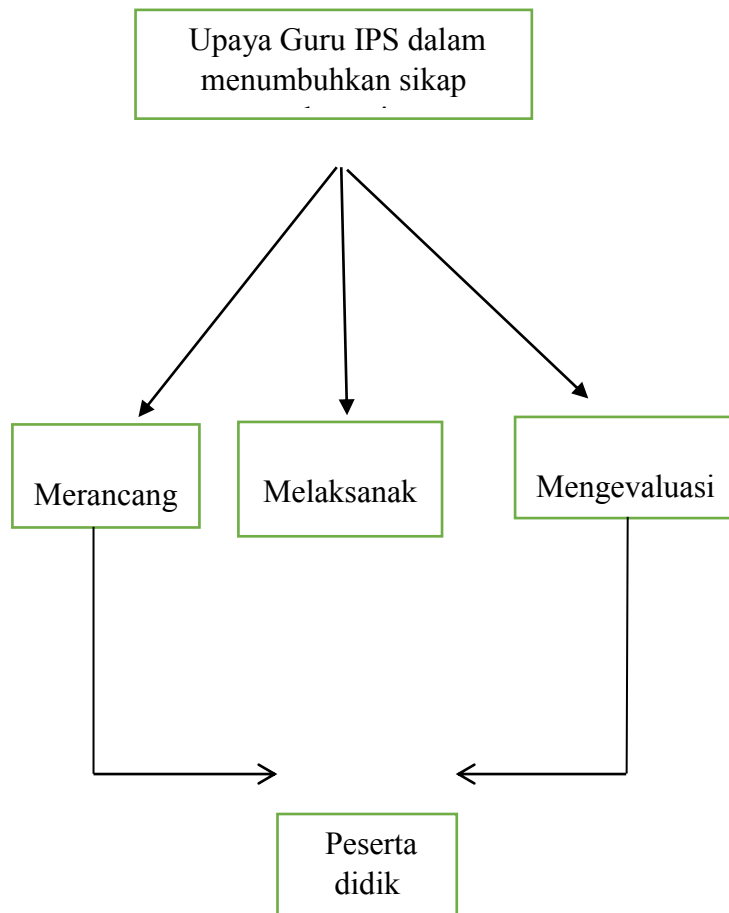 Upaya Guru IPS dalam
menumbuhkan sikap
Merancang
Melaksanak
Mengevaluasi
Peserta
didik